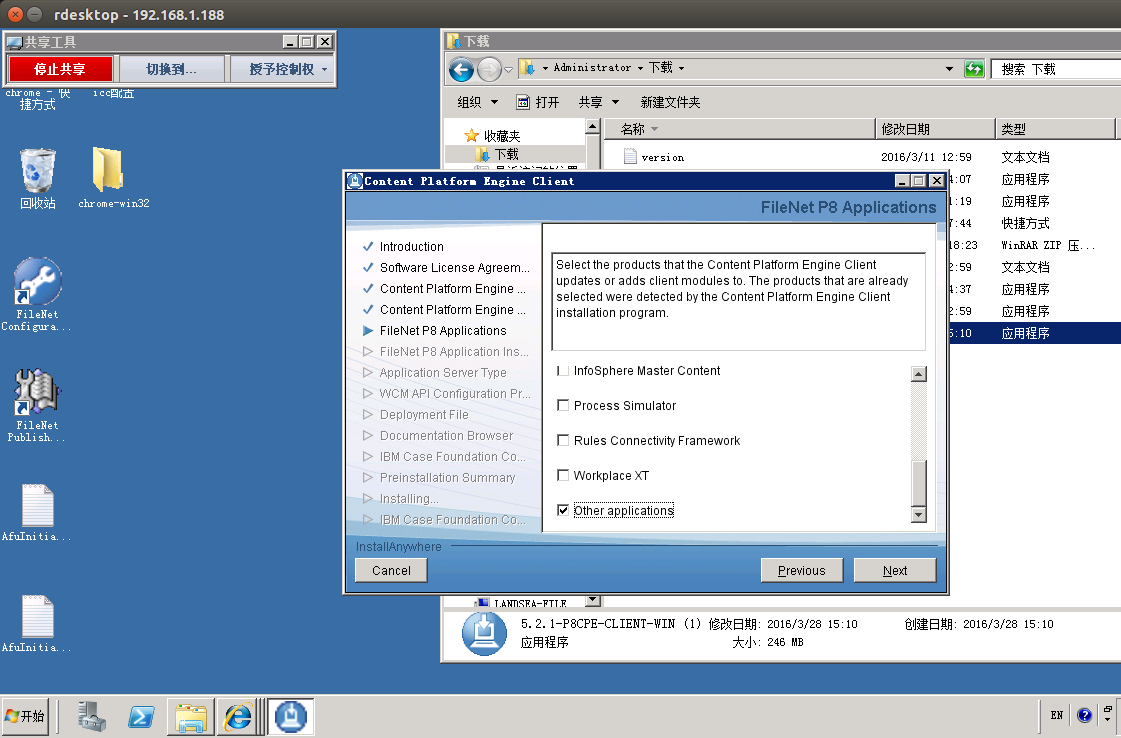 rdesktop - 192.168.1.188
共享工具
停止共享
切换到...
授予控制权
chrome - 快
捷方式
icc配置
回收站
chrome-win32
FileNet
Configura...
FileNet
Publish...
AfuInitia...
AfuInitia...
下载
Administrator
下载
搜索 下载
组织
打开
共享
新建文件夹
收藏夹
下载
名称
修改日期
类型
version
2016/3/11 12:59
文本文档
4:07
应用程序
1:19
应用程序
7:44
快捷方式
18:23
WinRAR ZIP 压...
2:59
文本文档
4:37
应用程序
2:59
应用程序
5:10
应用程序
Content Platform Engine Client
FileNet P8 Applications
Introduction
Software License Agreem...
Content Platform Engine ...
Content Platform Engine ...
FileNet P8 Applications
FileNet P8 Application Ins...
Application Server Type
WCM API Configuration Pr...
Deployment File
Documentation Browser
IBM Case Foundation Co...
Preinstallation Summary
Installing...
IBM Case Foundation Co...
Select the products that the Content Platform Engine Client
updates or adds client modules to. The products that are already
selected were detected by the Content Platform Engine Client
installation program.
InfoSphere Master Content
Process Simulator
Rules Connectivity Framework
Workplace XT
Other applications
InstallAnywhere
Cancel
Previous
Next
LANDSEA-FILE
5.2.1-P8CPE-CLIENT-WIN (1) 修改日期: 2016/3/28 15:10
创建日期: 2016/3/28 15:10
应用程序
大小: 246 MB
开始
EN